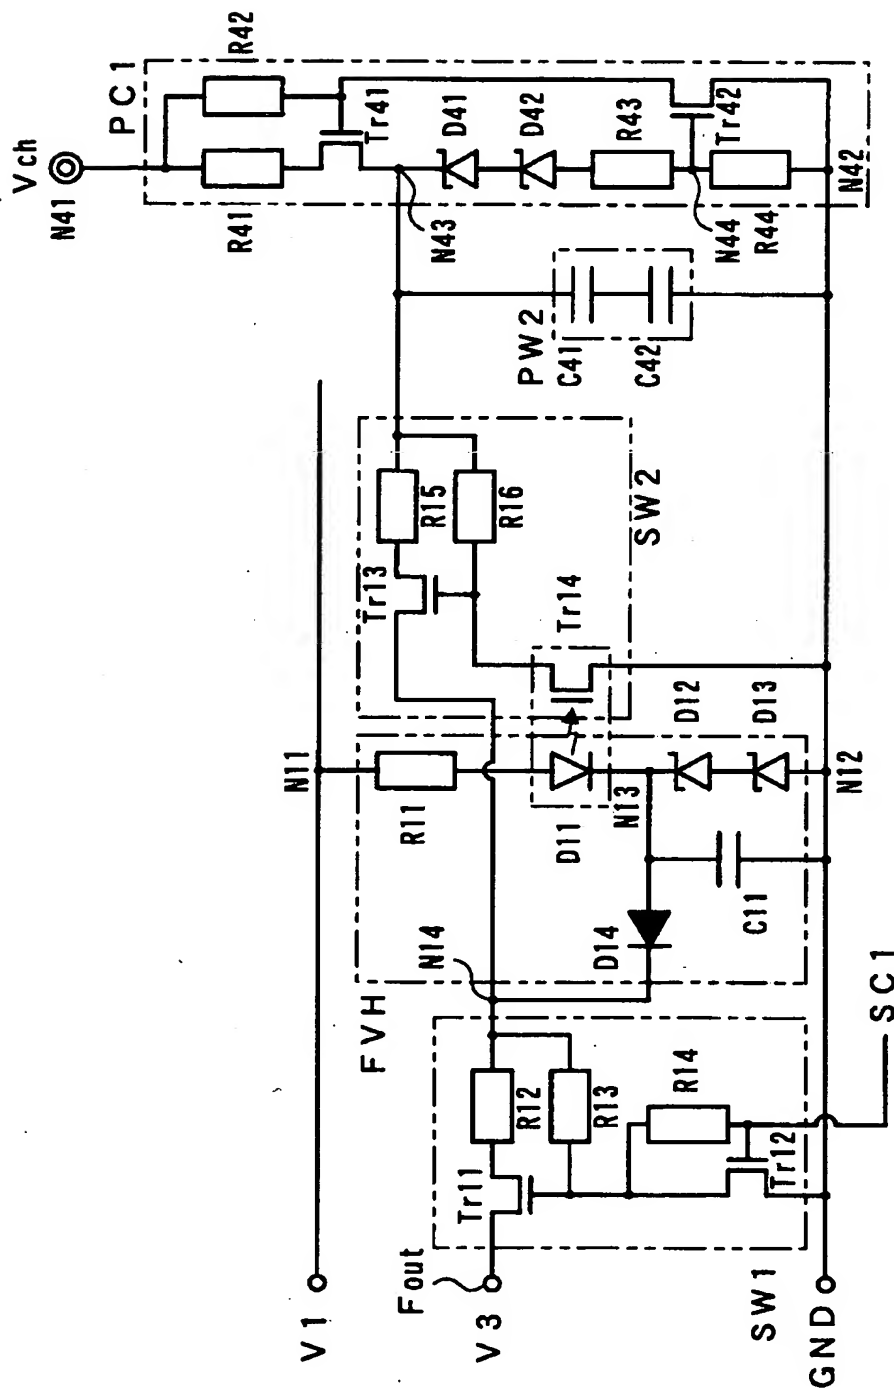 Vch
N41
PC1
R42
R41
Tr41
N43
D41
D42
R43
N44
Tr42
R44
N42
PW2
C41
C42
R15
R16
SW2
Tr13
Tr14
N11
R11
D11
N13
D12
D13
N12
C11
D14
N14
FVH
R12
R13
R14
Tr11
Tr12
SC1
SW1
V1
Fout
V3
GND